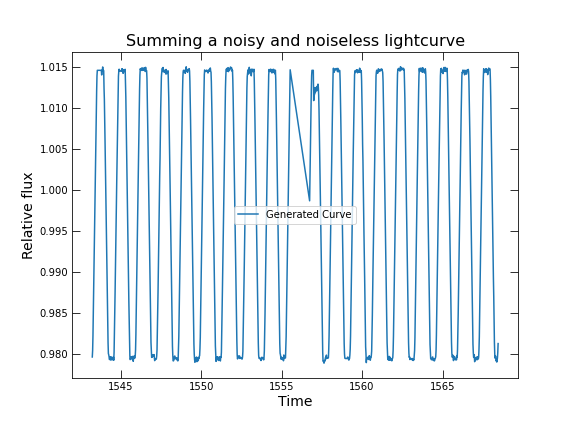 Summing a noisy and noiseless lightcurve
1.015
1.010
1.005
1.000
0.995
0.990
0.985
0.980
Relative flux
Generated Curve
1545 1550 1555 1560 1565
Time